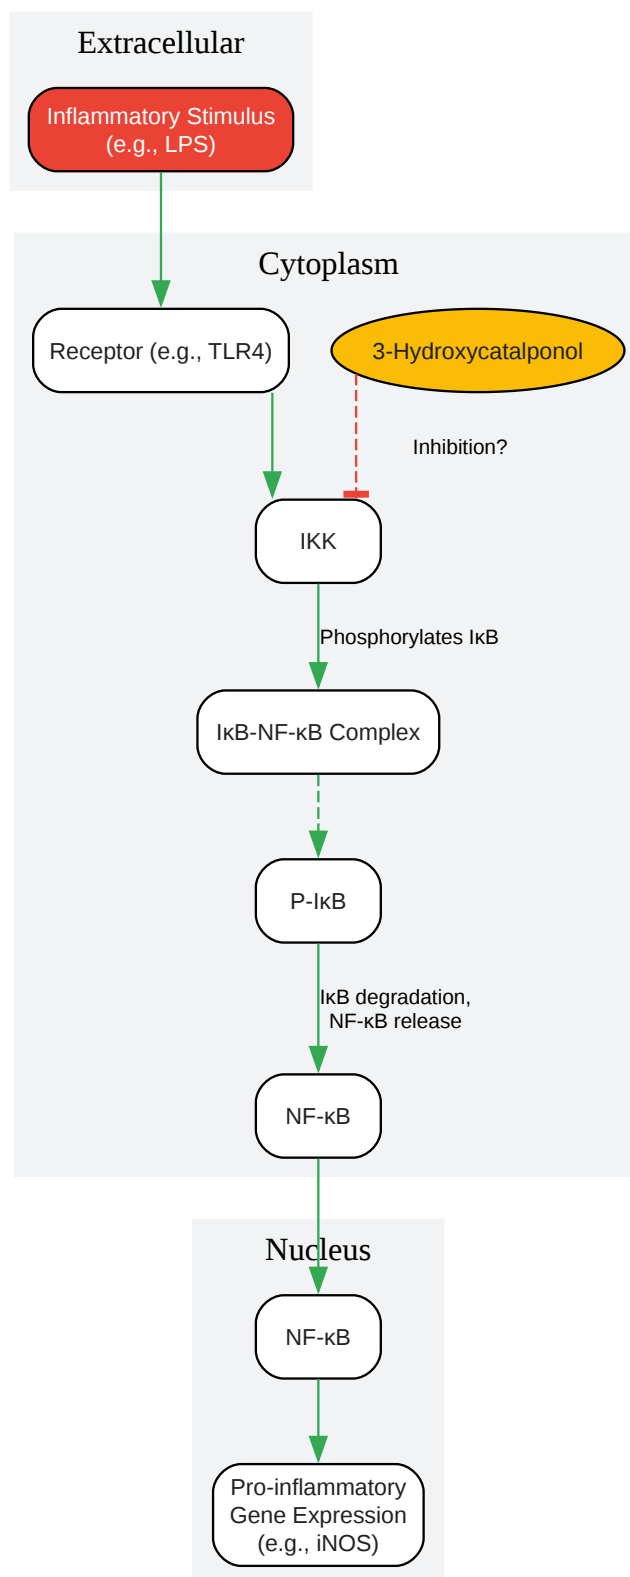 Extracellular
Inflammatory Stimulus
(e.g., LPS)
Cytoplasm
Receptor (e.g., TLR4)
3-Hydroxycatalponol
Inhibition?
IKK
Phosphorylates IκB
IκB-NF-κB Complex
P-IκB
IκB degradation,
NF-κB release
NF-κB
Nucleus
NF-κB
Pro-inflammatory
Gene Expression
(e.g., iNOS)